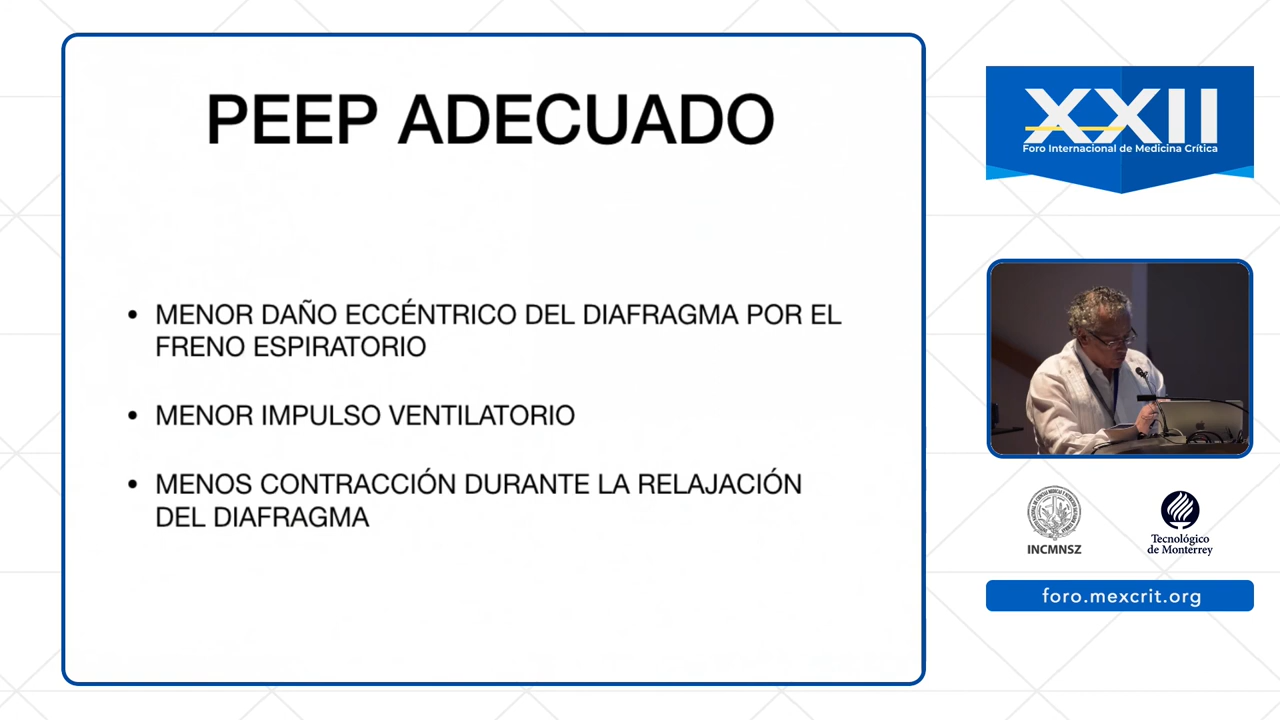 PEEP ADECUADO
• MENOR DAÑO ECCÉNTRICO DEL DIAFRAGMA POR EL
FRENO ESPIRATORIO
• MENOR IMPULSO VENTILATORIO
• MENOS CONTRACCIÓN DURANTE LA RELAJACIÓN
DEL DIAFRAGMA
XXII
Foro Internacional de Medicina Crítica
INCMNSZ
Tecnológico
de Monterrey
foro.mexcrit.org